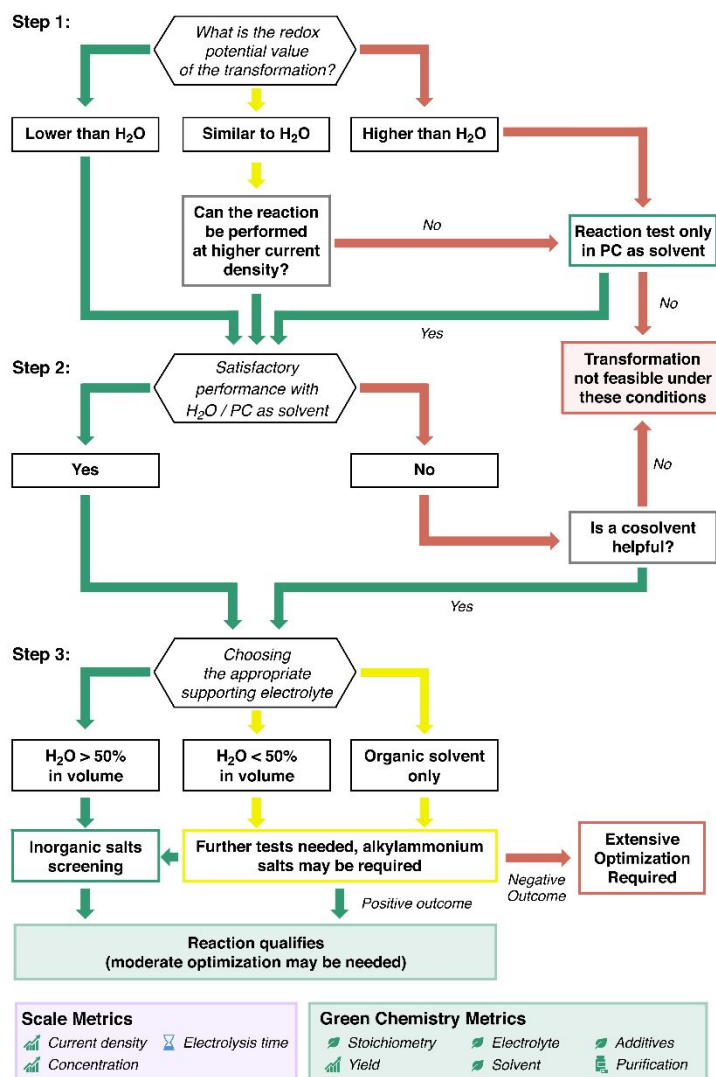 Step 1:
What is the redox
potential value
of the transformation?
Lower than H₂O
Similar to H₂O
Higher than H₂O
Can the reaction
be performed
at higher current
density?
No
Reaction test only
in PC as solvent
No
Yes
Step 2:
Satisfactory
performance with
H₂O / PC as solvent
Transformation
not feasible under
these conditions
Yes
No
No
Is a cosolvent
helpful?
Yes
Step 3:
Choosing
the appropriate
supporting electrolyte
H₂O > 50%
in volume
H₂O < 50%
in volume
Organic solvent
only
Inorganic salts
screening
Further tests needed, alkylammonium
salts may be required
Extensive
Optimization
Required
Negative
Outcome
Positive outcome
Reaction qualifies
(moderate optimization may be needed)
Scale Metrics
Current density
Electrolysis time
Concentration
Green Chemistry Metrics
Stoichiometry
Electrolyte
Additives
Yield
Solvent
Purification